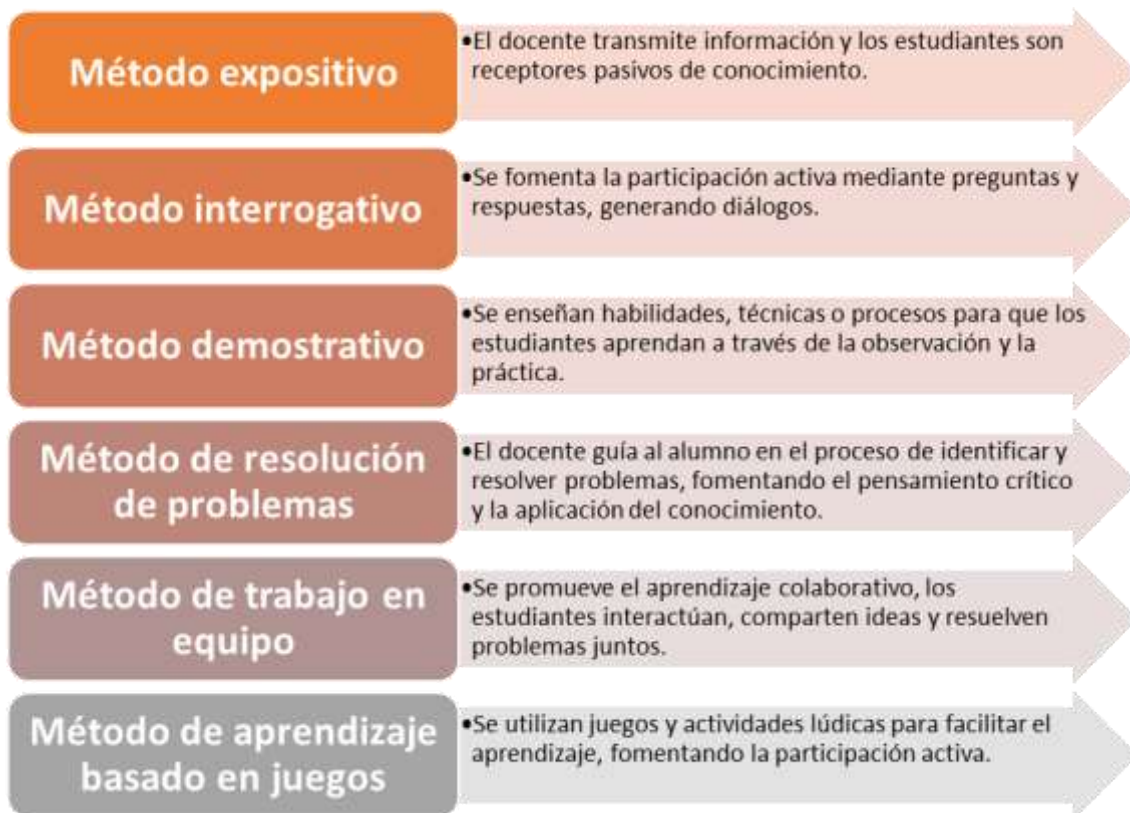 Método expositivo
•El docente transmite información y los estudiantes son
receptores pasivos de conocimiento.
Método interrogativo
•Se fomenta la participación activa mediante preguntas y
respuestas, generando diálogos.
Método demostrativo
•Se enseñan habilidades, técnicas o procesos para que los
estudiantes aprendan a través de la observación y la
práctica.
Método de resolución
de problemas
•El docente guía al alumno en el proceso de identificar y
resolver problemas, fomentando el pensamiento crítico
y la aplicación del conocimiento.
Método de trabajo en
equipo
•Se promueve el aprendizaje colaborativo, los
estudiantes interactúan, comparten ideas y resuelven
problemas juntos.
Método de aprendizaje
basado en juegos
•Se utilizan juegos y actividades lúdicas para facilitar el
aprendizaje, fomentando la participación activa.